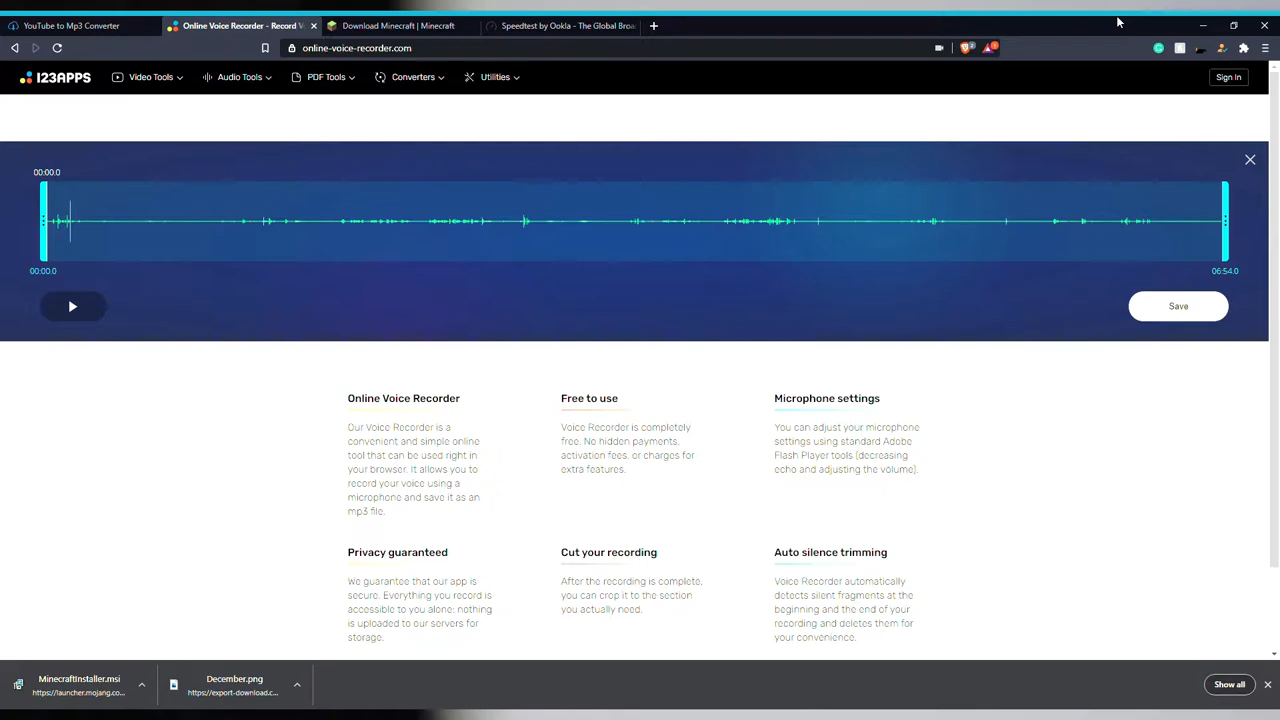 YouTube to Mp3 Converter
Online Voice Recorder - Record V
Download Minecraft | Minecraft
Speedtest by Ookla - The Global Broa
online-voice-recorder.com
123APPS
Video Tools
Audio Tools
PDF Tools
Converters
Utilities
Sign In
00:00.0
00:00.0
06:54.0
Save
Online Voice Recorder
Our Voice Recorder is a
convenient and simple online
tool that can be used right in
your browser. It allows you to
record your voice using a
microphone and save it as an
mp3 file.
Free to use
Voice Recorder is completely
free. No hidden payments,
activation fees, or charges for
extra features.
Microphone settings
You can adjust your microphone
settings using standard Adobe
Flash Player tools (decreasing
echo and adjusting the volume).
Privacy guaranteed
We guarantee that our app is
secure. Everything you record is
accessible to you alone: nothing
is uploaded to our servers for
storage.
Cut your recording
After the recording is complete,
you can crop it to the section
you actually need.
Auto silence trimming
Voice Recorder automatically
detects silent fragments at the
beginning and the end of your
recording and deletes them for
your convenience.
MinecraftInstaller.msi
https://launcher.mojang.co...
December.png
https://export-download.c...
Show all